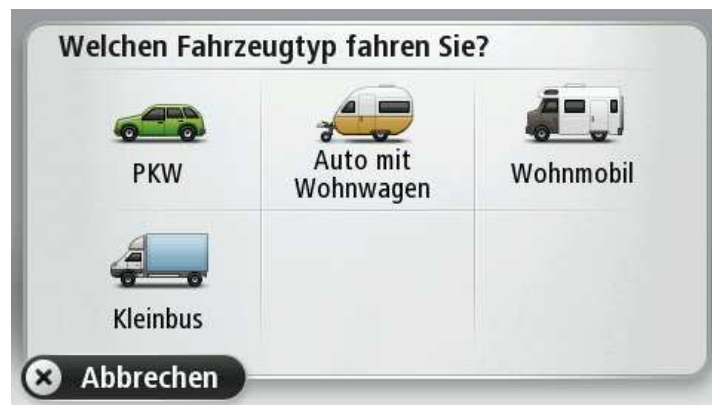 Welchen Fahrzeugtyp fahren Sie?
PKW
Auto mit
Wohnwagen
Wohnmobil
Kleinbus
Abbrechen